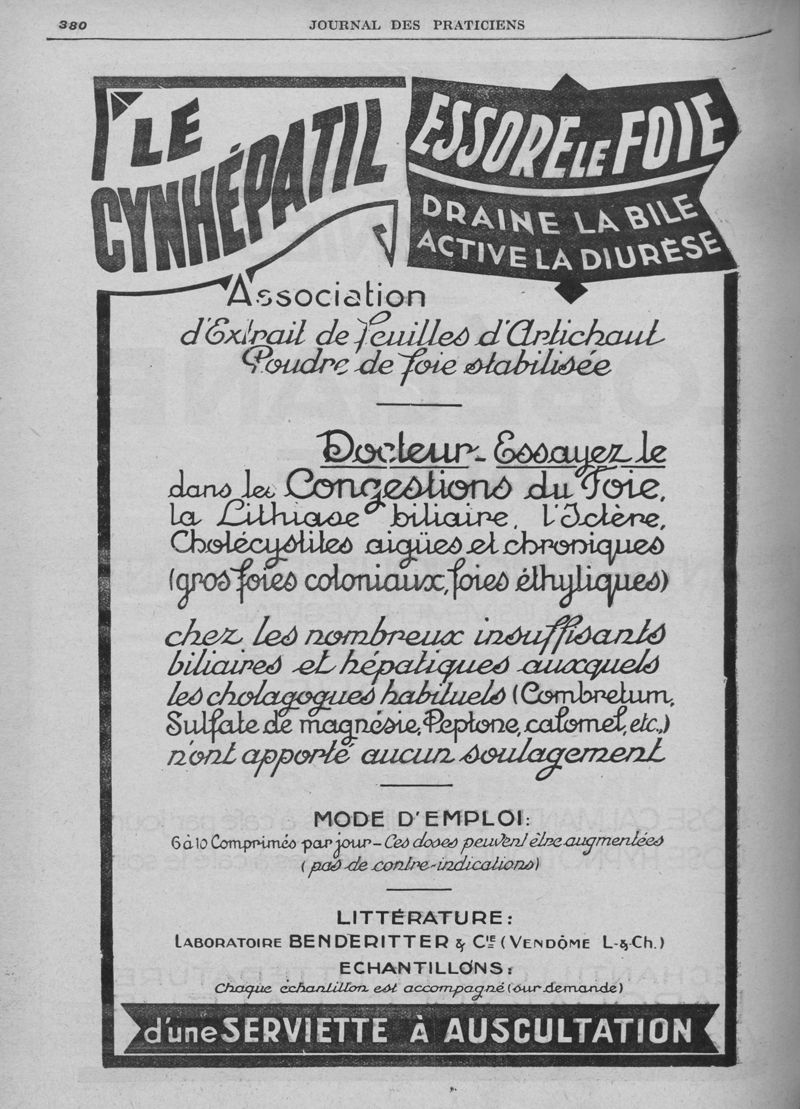 380
JOURNAL DES PRATICIENS
LE
CYNHÉPATIL
ESSORE LE FOIE
DRAINE LA BILE
ACTIVE LA DIURÈSE
Association
d'Extrait de feuilles d'Artichaut
Poudre de foie stabilisée
Docteur - Essayez le
dans les Congestions du Foie,
la Lithiase biliaire, l'Ictère,
Cholécystites aigües et chroniques
(gros foies coloniaux, foies éthyliques)
chez les nombreux insuffisants
biliaires et hépatiques auxquels
les cholagogues habituels (Combretum,
Sulfate de magnésie, Peptone, calomel, etc.,)
n'ont apporté aucun soulagement
MODE D'EMPLOI:
6 à 10 Comprimés par jour - Ces doses peuvent être augmentées
(pas de contre-indications)
LITTÉRATURE:
LABORATOIRE BENDERITTER & CIE (VENDÔME L-&-Ch.)
ECHANTILLONS:
Chaque échantillon est accompagné (sur demande)
d'une SERVIETTE À AUSCULTATION